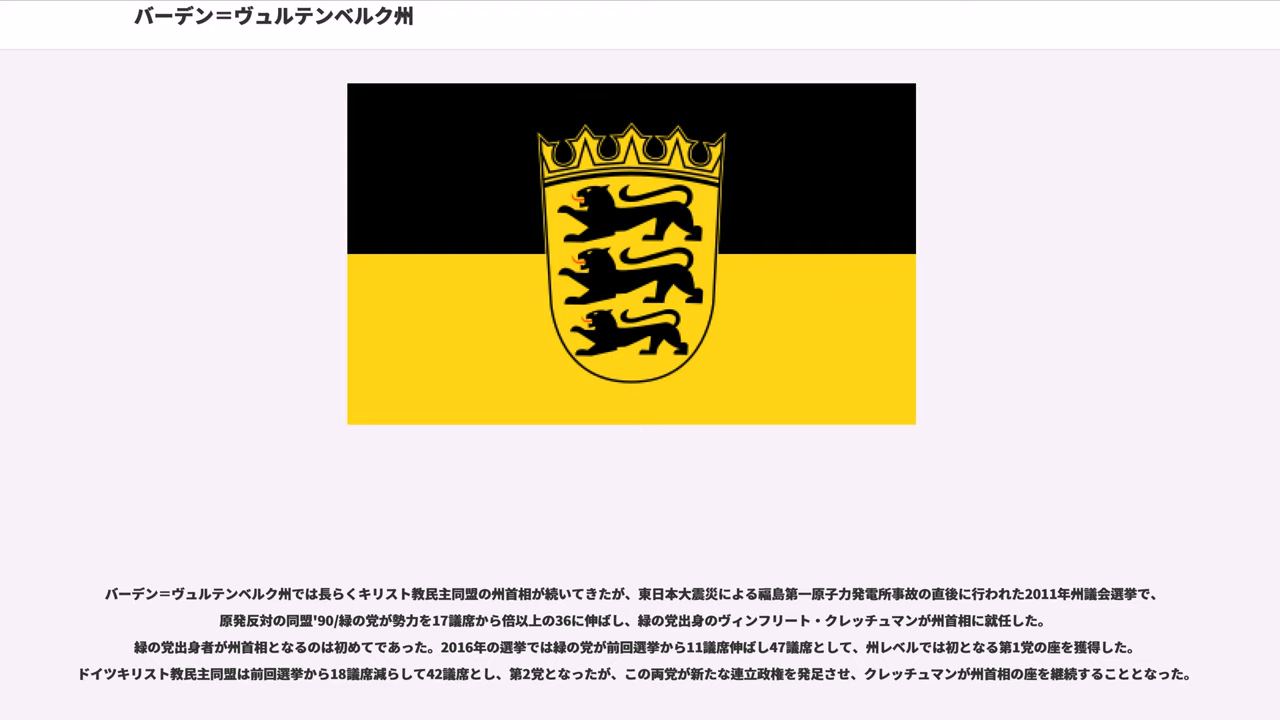 バーデン＝ヴュルテンベルク州
バーデン＝ヴュルテンベルク州では長らくキリスト教民主同盟の州首相が続いてきたが、東日本大震災による福島第一原子力発電所事故の直後に行われた2011年州議会選挙で、
原発反対の同盟'90/緑の党が勢力を17議席から倍以上の36に伸ばし、緑の党出身のヴィンフリート・クレッチュマンが州首相に就任した。
緑の党出身者が州首相となるのは初めてであった。2016年の選挙では緑の党が前回選挙から11議席伸ばし47議席として、州レベルでは初となる第1党の座を獲得した。
ドイツキリスト教民主同盟は前回選挙から18議席減らして42議席とし、第2党となったが、この両党が新たな連立政権を発足させ、クレッチュマンが州首相の座を継続することとなった。